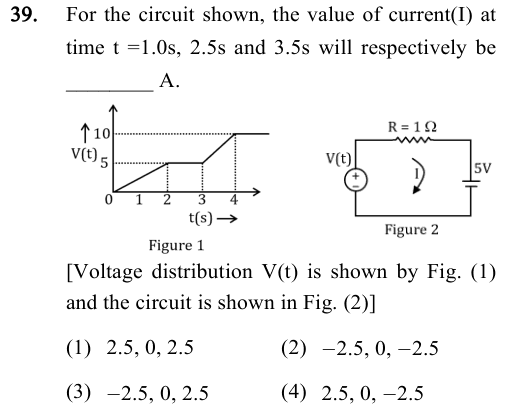 39. For the circuit shown, the value of current(I) at
time t =1.0s, 2.5s and 3.5s will respectively be
_________ A.
↑10
V(t)
5
0 1 2 3 4
t(s) →
Figure 1
R = 1 Ω
V(t)
+
−
I
5V
Figure 2
[Voltage distribution V(t) is shown by Fig. (1)
and the circuit is shown in Fig. (2)]
(1) 2.5, 0, 2.5 (2) −2.5, 0, −2.5
(3) −2.5, 0, 2.5 (4) 2.5, 0, −2.5